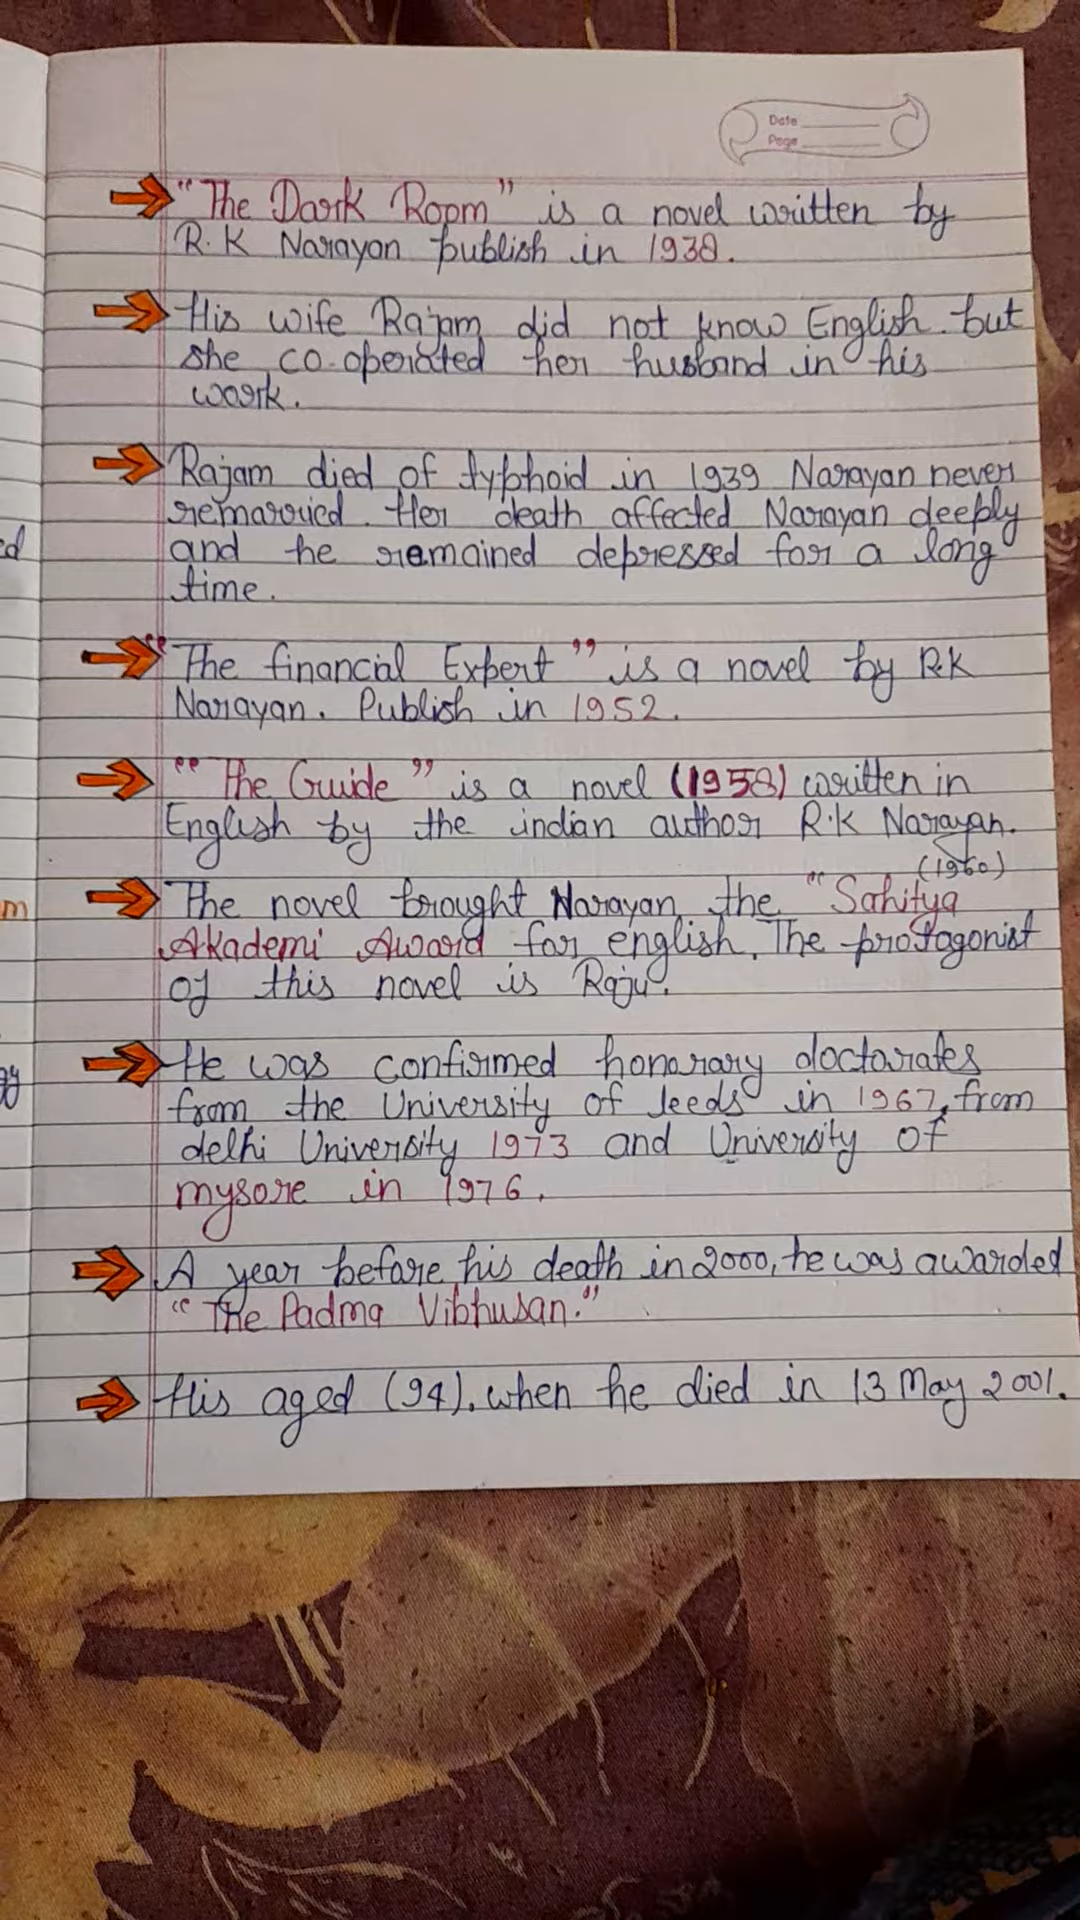 Date
Page
"The Dark Room" is a novel written by
R.K Narayan publish in 1938.
His wife Rajam did not know English. but
she co-operated her husband in his
work.
Rajam died of typhoid in 1939 Narayan never
remarried. Her death affected Narayan deeply
and he remained depressed for a long
time.
"The financial Expert" is a novel by R.K
Narayan. Publish in 1952.
"The Guide" is a novel (1958) written in
English by the indian author R.K Narayan.
(1960)
The novel brought Narayan the "Sahitya
Akademi Award for english. The protagonist
of this novel is Raju.
He was confirmed honorary doctorates
from the University of leeds in 1967, from
delhi University 1973 and University of
mysore in 1976.
A year before his death in 2000, he was awarded
"The Padma Vibhusan."
His aged (94). when he died in 13 May 2001.